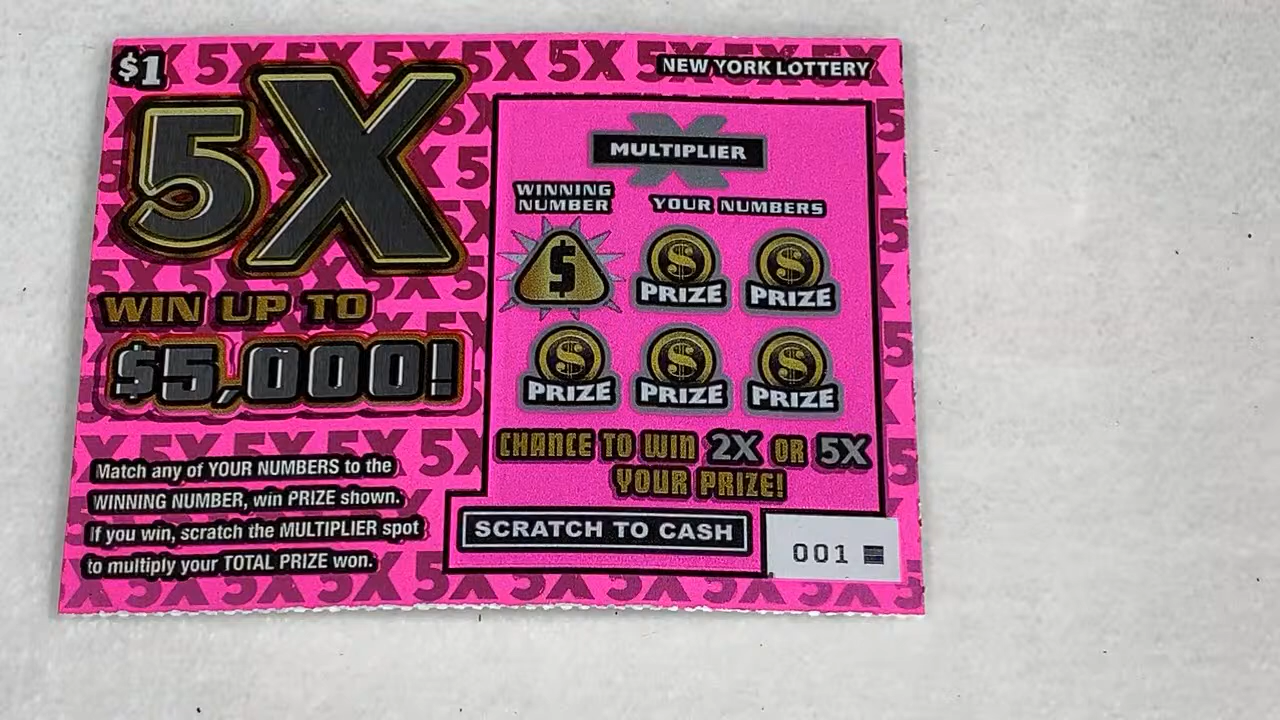 $1
NEW YORK LOTTERY
5X
WIN UP TO
$5,000!
Match any of YOUR NUMBERS to the
WINNING NUMBER, win PRIZE shown.
If you win, scratch the MULTIPLIER spot
to multiply your TOTAL PRIZE won.
MULTIPLIER
WINNING
NUMBER
YOUR NUMBERS
$ $ PRIZE $ PRIZE
$ PRIZE $ PRIZE $ PRIZE
CHANCE TO WIN 2X OR 5X
YOUR PRIZE!
SCRATCH TO CASH
001